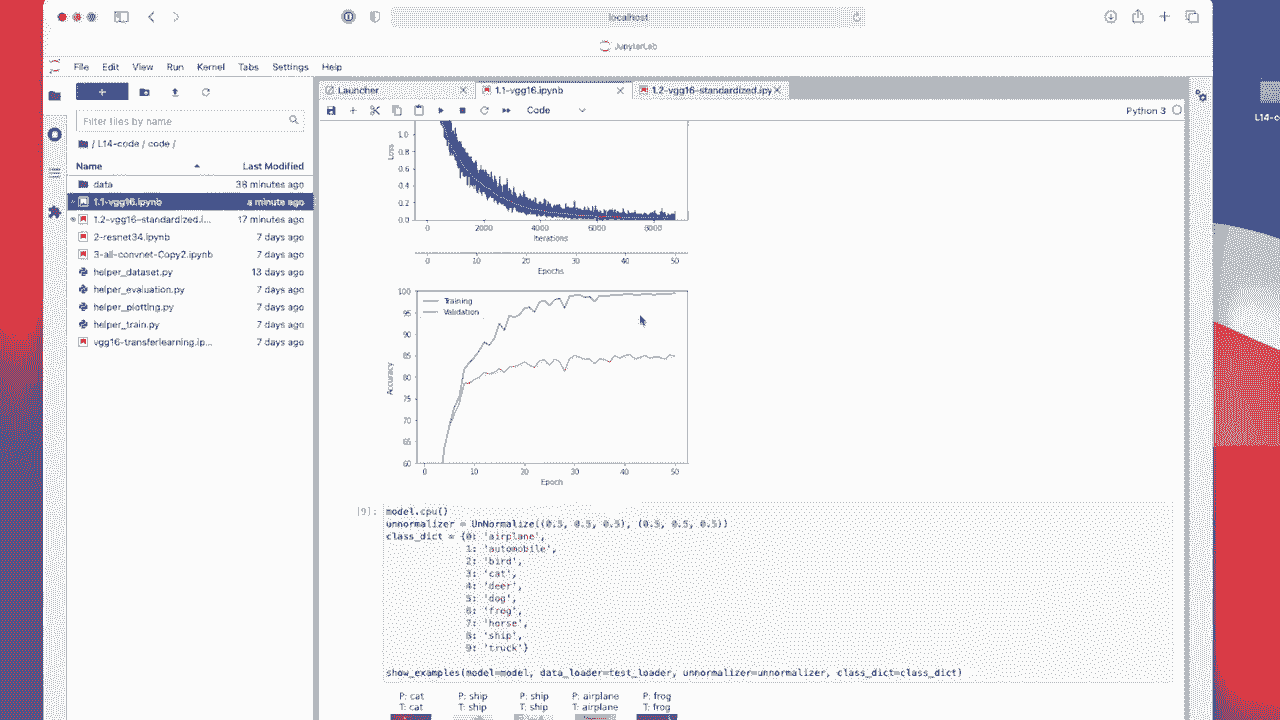 localhost
JupyterLab
File Edit View Run Kernel Tabs Settings Help
Launcher
1.1-vgg16.ipynb
1.2-vgg16-standardized.ipy
Code
Python 3
Filter files by name
/ L14-code / code /
Name Last Modified
data 38 minutes ago
1.1-vgg16.ipynb a minute ago
1.2-vgg16-standardized.i... 17 minutes ago
2-resnet34.ipynb 7 days ago
3-all-convnet-Copy2.ipynb 7 days ago
helper_dataset.py 13 days ago
helper_evaluation.py 7 days ago
helper_plotting.py 7 days ago
helper_train.py 7 days ago
vgg16-transferlearning.ip... 7 days ago
L14-c
1.0
0.8
0.6
0.4
0.2
0.0
Loss
0 2000 4000 6000 8000
Iterations
0 10 20 30 40 50
Epochs
100
95
90
85
80
75
70
65
60
Accuracy
Training
Validation
0 10 20 30 40 50
Epoch
[9]: model.cpu()
unnormalizer = UnNormalize((0.5, 0.5, 0.5), (0.5, 0.5, 0.5))
class_dict = {0: 'airplane',
1: 'automobile',
2: 'bird',
3: 'cat',
4: 'deer',
5: 'dog',
6: 'frog',
7: 'horse',
8: 'ship',
9: 'truck'}
show_examples(model=model, data_loader=test_loader, unnormalizer=unnormalizer, class_dict=class_dict)
P: cat P: ship P: ship P: airplane P: frog
T: cat T: ship T: ship T: airplane T: frog